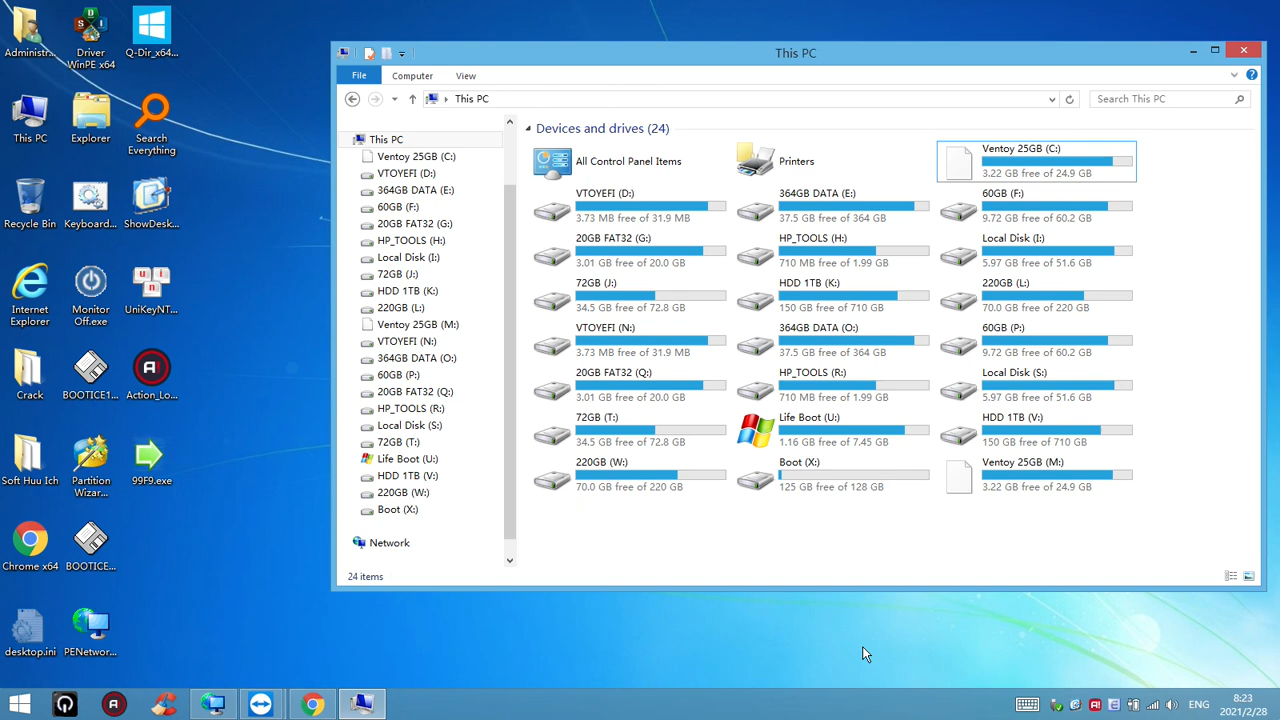 Administr...
Driver
WinPE x64
Q-Dir_x64...
This PC
Explorer
Search
Everything
Recycle Bin
Keyboard...
ShowDesk...
Internet
Explorer
Monitor
Off.exe
UniKeyNT...
Crack
BOOTICE1...
Action_Lo...
Soft Huu Ich
Partition
Wizar...
99F9.exe
Chrome x64
BOOTICE...
desktop.ini
PENetwor...
This PC
File
Computer
View
This PC
Search This PC
This PC
Ventoy 25GB (C:)
VTOYEFI (D:)
364GB DATA (E:)
60GB (F:)
20GB FAT32 (G:)
HP_TOOLS (H:)
Local Disk (I:)
72GB (J:)
HDD 1TB (K:)
220GB (L:)
Ventoy 25GB (M:)
VTOYEFI (N:)
364GB DATA (O:)
60GB (P:)
20GB FAT32 (Q:)
HP_TOOLS (R:)
Local Disk (S:)
72GB (T:)
Life Boot (U:)
HDD 1TB (V:)
220GB (W:)
Boot (X:)
Network
Devices and drives (24)
All Control Panel Items
Printers
Ventoy 25GB (C:)
3.22 GB free of 24.9 GB
VTOYEFI (D:)
3.73 MB free of 31.9 MB
364GB DATA (E:)
37.5 GB free of 364 GB
60GB (F:)
9.72 GB free of 60.2 GB
20GB FAT32 (G:)
3.01 GB free of 20.0 GB
HP_TOOLS (H:)
710 MB free of 1.99 GB
Local Disk (I:)
5.97 GB free of 51.6 GB
72GB (J:)
34.5 GB free of 72.8 GB
HDD 1TB (K:)
150 GB free of 710 GB
220GB (L:)
70.0 GB free of 220 GB
VTOYEFI (N:)
3.73 MB free of 31.9 MB
364GB DATA (O:)
37.5 GB free of 364 GB
60GB (P:)
9.72 GB free of 60.2 GB
20GB FAT32 (Q:)
3.01 GB free of 20.0 GB
HP_TOOLS (R:)
710 MB free of 1.99 GB
Local Disk (S:)
5.97 GB free of 51.6 GB
72GB (T:)
34.5 GB free of 72.8 GB
Life Boot (U:)
1.16 GB free of 7.45 GB
HDD 1TB (V:)
150 GB free of 710 GB
220GB (W:)
70.0 GB free of 220 GB
Boot (X:)
125 GB free of 128 GB
Ventoy 25GB (M:)
3.22 GB free of 24.9 GB
24 items
ENG
8:23
2021/2/28